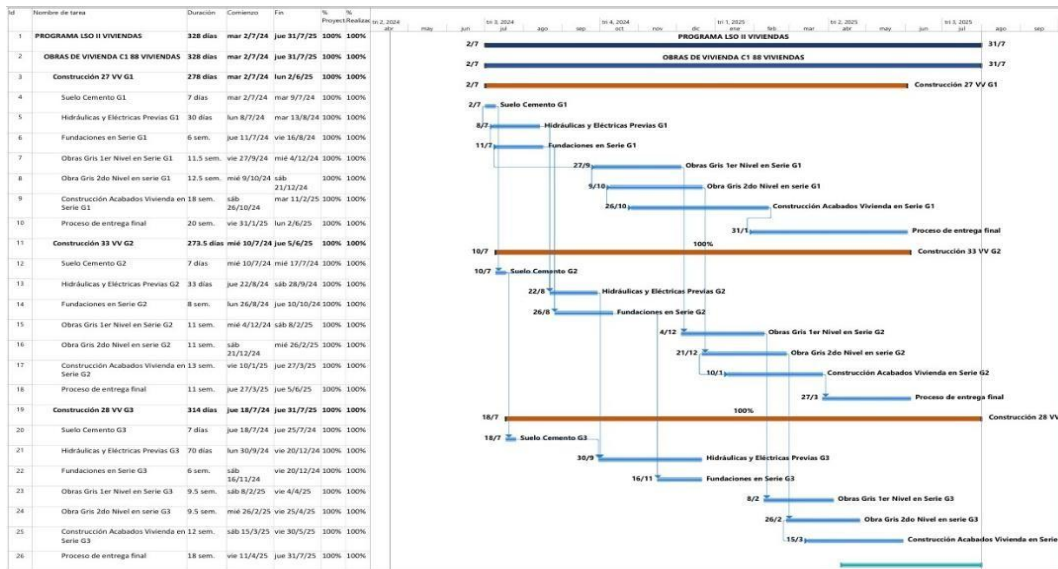 Id Nombre de tarea Duración Comienzo Fin % Proyect % Realizad tri 2, 2024 tri 3, 2024 tri 4, 2024 tri 1, 2025 tri 2, 2025 tri 3, 2025
abr may jun jul ago sep oct nov dic ene feb mar abr may jun jul ago sep
1 PROGRAMA LSO II VIVIENDAS 328 días mar 2/7/24 jue 31/7/25 100% 100% 2/7 PROGRAMA LSO II VIVIENDAS 31/7
2 OBRAS DE VIVIENDA C1 88 VIVIENDAS 328 días mar 2/7/24 jue 31/7/25 100% 100% 2/7 OBRAS DE VIVIENDA C1 88 VIVIENDAS 31/7
3 Construcción 27 VV G1 278 días mar 2/7/24 lun 2/6/25 100% 100% 2/7 Construcción 27 VV G1
4 Suelo Cemento G1 7 días mar 2/7/24 mar 9/7/24 100% 100% 2/7 Suelo Cemento G1
5 Hidráulicas y Eléctricas Previas G1 30 días lun 8/7/24 mar 13/8/24 100% 100% 8/7 Hidráulicas y Eléctricas Previas G1
6 Fundaciones en Serie G1 6 sem. jue 11/7/24 vie 16/8/24 100% 100% 11/7 Fundaciones en Serie G1
7 Obras Gris 1er Nivel en Serie G1 11.5 sem. vie 27/9/24 mié 4/12/24 100% 100% 27/9 Obras Gris 1er Nivel en Serie G1
8 Obra Gris 2do Nivel en serie G1 12.5 sem. mié 9/10/24 sáb 21/12/24 100% 100% 9/10 Obra Gris 2do Nivel en serie G1
9 Construcción Acabados Vivienda en Serie G1 18 sem. sáb 26/10/24 mar 11/2/25 100% 100% 26/10 Construcción Acabados Vivienda en Serie G1
10 Proceso de entrega final 20 sem. vie 31/1/25 lun 2/6/25 100% 100% 31/1 Proceso de entrega final
11 Construcción 33 VV G2 273.5 días mié 10/7/24 jue 5/6/25 100% 100% 10/7 100% Construcción 33 VV G2
12 Suelo Cemento G2 7 días mié 10/7/24 mié 17/7/24 100% 100% 10/7 Suelo Cemento G2
13 Hidráulicas y Eléctricas Previas G2 33 días jue 22/8/24 sáb 28/9/24 100% 100% 22/8 Hidráulicas y Eléctricas Previas G2
14 Fundaciones en Serie G2 8 sem. lun 26/8/24 jue 10/10/24 100% 100% 26/8 Fundaciones en Serie G2
15 Obras Gris 1er Nivel en Serie G2 11 sem. mié 4/12/24 sáb 8/2/25 100% 100% 4/12 Obras Gris 1er Nivel en Serie G2
16 Obra Gris 2do Nivel en serie G2 11 sem. sáb 21/12/24 mié 26/2/25 100% 100% 21/12 Obra Gris 2do Nivel en serie G2
17 Construcción Acabados Vivienda en Serie G2 13 sem. vie 10/1/25 jue 27/3/25 100% 100% 10/1 Construcción Acabados Vivienda en Serie G2
18 Proceso de entrega final 11 sem. jue 27/3/25 jue 5/6/25 100% 100% 27/3 Proceso de entrega final
19 Construcción 28 VV G3 314 días jue 18/7/24 jue 31/7/25 100% 100% 18/7 100% Construcción 28 VV
20 Suelo Cemento G3 7 días jue 18/7/24 jue 25/7/24 100% 100% 18/7 Suelo Cemento G3
21 Hidráulicas y Eléctricas Previas G3 70 días lun 30/9/24 vie 20/12/24 100% 100% 30/9 Hidráulicas y Eléctricas Previas G3
22 Fundaciones en Serie G3 6 sem. sáb 16/11/24 vie 20/12/24 100% 100% 16/11 Fundaciones en Serie G3
23 Obras Gris 1er Nivel en Serie G3 9.5 sem. sáb 8/2/25 vie 4/4/25 100% 100% 8/2 Obras Gris 1er Nivel en Serie G3
24 Obra Gris 2do Nivel en serie G3 9.5 sem. mié 26/2/25 vie 25/4/25 100% 100% 26/2 Obra Gris 2do Nivel en serie G3
25 Construcción Acabados Vivienda en Serie G3 12 sem. sáb 15/3/25 vie 30/5/25 100% 100% 15/3 Construcción Acabados Vivienda en Serie
26 Proceso de entrega final 18 sem. vie 11/4/25 jue 31/7/25 100% 100%